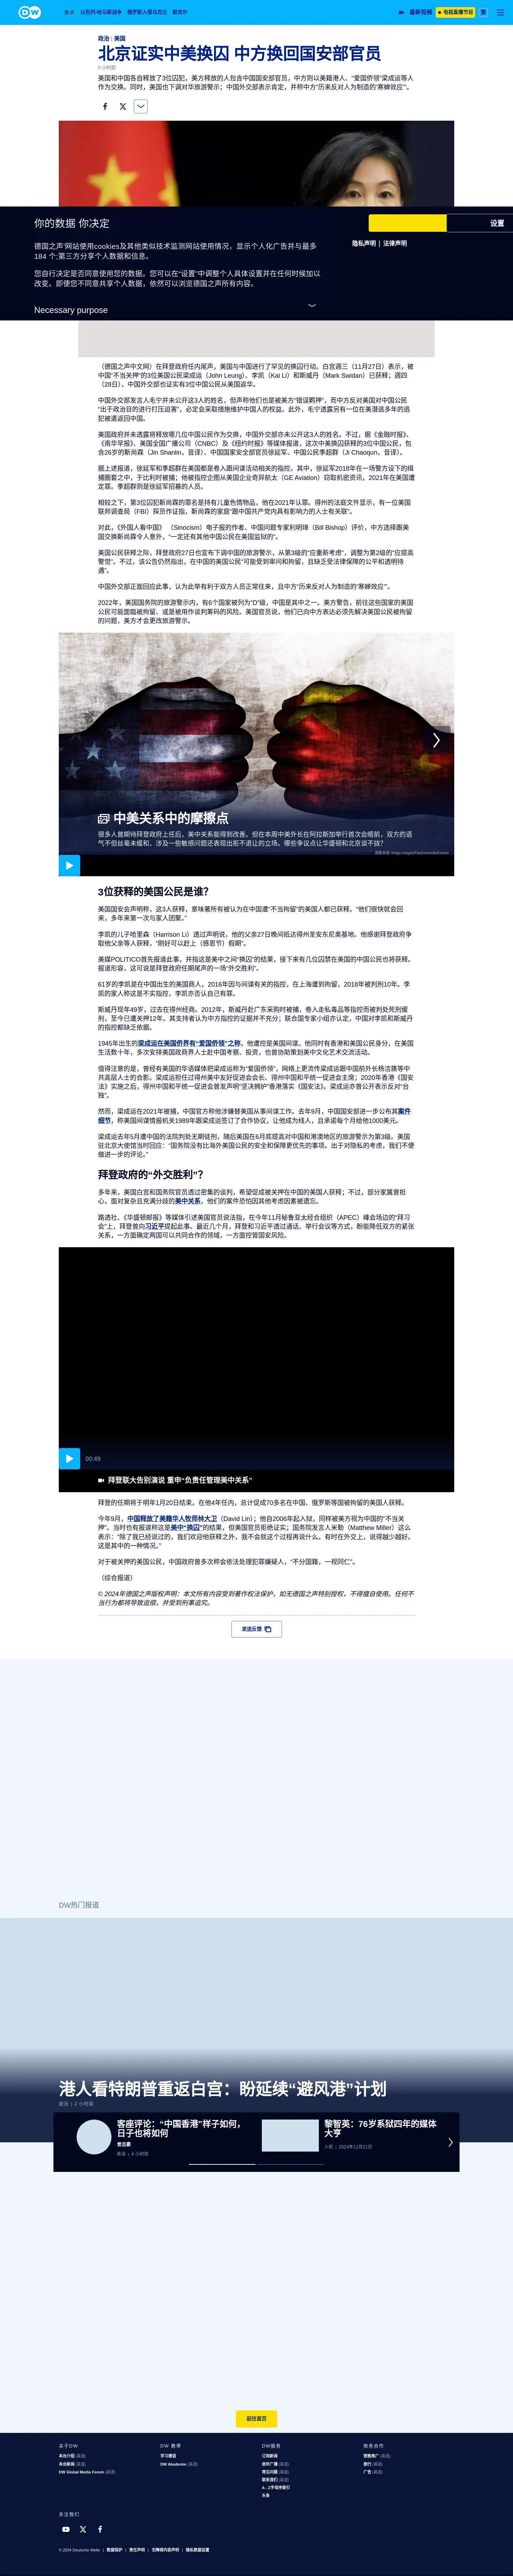 DW
焦点
以色列-哈马斯战争
俄罗斯入侵乌克兰
默克尔
最新视频
电视直播节目
政治 | 美国
北京证实中美换囚 中方换回国安部官员
5 小时前
美国和中国各自释放了3位囚犯，美方释放的人包含中国国安部官员，中方则以美籍港人、“爱国侨领”梁成运等人
作为交换。同时，美国也下调对华旅游警示；中国外交部表示肯定，并称中方“历来反对人为制造的‘寒蝉效应’”。
你的数据 你决定
设置
德国之声·网站使用cookies及其他类似技术监测网站使用情况，显示个人化广告并与最多
184 个;第三方分享个人数据和信息。
隐私声明 | 法律声明
您自行决定是否同意使用您的数据。您可以在“设置”中调整个人具体设置并在任何时候加以
改变。即便您不同意共享个人数据，依然可以浏览德国之声所有内容。
Necessary purpose
（德国之声中文网）在拜登政府任内尾声，美国与中国进行了罕见的换囚行动。白宫週三（11月27日）表示，被
中国“不当关押”的3位美国公民梁成运（John Leung）、李凯（Kai Li）和斯威丹（Mark Swidan）已获释；週四
（28日），中国外交部也证实有3位中国公民从美国返华。
中国外交部发言人毛宁并未公开这3人的姓名，但声称他们也是被美方“错误羁押”，而中方反对美国对中国公民
“出于政治目的进行打压迫害”，必定会采取措施维护中国人的权益。此外，毛宁透露另有一位在美潜逃多年的逃
犯被遣返回中国。
美国政府并未透露将释放哪几位中国公民作为交换，中国外交部亦未公开这3人的姓名。不过，据《金融时报》、
《南华早报》、美国全国广播公司（CNBC）及《纽约时报》等媒体报道，这次中美换囚获释的3位中国公民，包
含26岁的靳尚森（Jin Shanlin，音译）、中国国家安全部官员徐延军、中国公民季超群（Ji Chaoqun，音译）。
据上述报道，徐延军和季超群在美国都是卷入跟间谍活动相关的指控。其中，徐延军2018年在一场警方设下的缉
捕圈套之中，于比利时被捕；他被指控企图从美国企业奇异航太（GE Aviation）窃取机密资讯，2021年在美国遭
定罪。季超群则是徐延军招募的人员。
相较之下，第3位囚犯靳尚森的罪名是持有儿童色情物品，他在2021年认罪。得州的法庭文件显示，有一位美国
联邦调查局（FBI）探员作证指，靳尚森的家庭“跟中国共产党内具有影响力的人士有关联”。
对此，《外国人看中国》 （Sinocism）电子报的作者、中国问题专家利明璋（Bill Bishop）评价，中方选择跟美
国交换靳尚森令人意外，“一定还有其他中国公民在美国监狱的”。
美国公民获释之际，拜登政府27日也宣布下调中国的旅游警示，从第3级的“应重新考虑”，调整为第2级的“应提高
警觉”。不过，该公告仍然指出，在中国的美国公民“可能受到审问和拘留，且缺乏受法律保障的公平和透明待
遇”。
中国外交部正面回应此事，认为此举有利于双方人员正常往来，且中方“历来反对人为制造的‘寒蝉效应’”。
2022年，美国国务院的旅游警示内，有6个国家被列为“D”级，中国是其中之一。美方警告，前往这些国家的美国
公民可能面臨被拘留、或是被用作谈判筹码的风险。美国官员说，他们已向中方表达必须先解决美国公民被拘留
的问题，美方才会更改旅游警示。
中美关系中的摩擦点
很多人曾期待拜登政府上任后，美中关系能得到改善。但在本周中美外长在阿拉斯加举行首次会晤前，双方的语
气不但丝毫未缓和，涉及一些敏感问题还表现出拒不退让的立场。哪些争议点让华盛顿和北京谈不拢？
3位获释的美国公民是谁？
美国国安会声明称，这3人获释，意味著所有被认为在中国遭“不当拘留”的美国人都已获释。“他们很快就会回
来，多年来第一次与家人团聚。”
李凯的儿子哈里森（Harrison Li）透过声明说，他的父亲27日晚间抵达得州圣安东尼奥基地。他感谢拜登政府争
取他父亲等人获释，“刚好可以赶上（感恩节）假期”。
美媒POLITICO首先报道此事，并指这是美中之间“换囚”的结果，接下来有几位囚禁在美国的中国公民也将获释。
报道形容，这可说是拜登政府任期尾声的一场“外交胜利”。
61岁的李凯是在中国出生的美国商人，2016年因与间谍有关的指控，在上海遭到拘留，2018年被判刑10年。李
凯的家人称这是不实指控，李凯亦否认自己有罪。
斯威丹现年49岁，过去在得州经商。2012年，斯威丹赴广东采购时被捕，卷入走私毒品等指控而被判处死刑缓
刑，至今已遭关押12年。其支持者认为中方指控的证据并不充分；联合国专家小组亦认定，中国对李凯和斯威丹
的指控都缺乏依据。
1945年出生的梁成运在美国侨界有“爱国侨领”之称，他遭控是美国间谍。他同时有香港和美国公民身分，在美国
生活数十年，多次安排美国政商界人士赴中国考察、投资，也曾协助策划美中文化艺术交流活动。
值得注意的是，曾经有美国的华语媒体把梁成运称为“爱国侨领”，网络上更流传梁成运跟中国前外长杨洁篪等中
共高层人士的合影。梁成运担任过得州美中友好促进会会长、得州中国和平统一促进会主席；2020年香港《国安
法》实施之后，得州中国和平统一促进会曾发声明“坚决拥护”香港落实《国安法》。梁成运亦曾公开表示反对“台
独”。
然而，梁成运在2021年被捕，中国官方称他涉嫌替美国从事间谍工作。去年9月，中国国安部进一步公布其案件
细节，称美国间谍情报机关1989年跟梁成运签订了合作协议，让他成为线人，且承诺每个月给他1000美元。
梁成运去年5月遭中国的法院判处无期徒刑，随后美国在6月底提高对中国和港澳地区的旅游警示为第3级。美国
驻北京大使馆当时回应：“国务院没有比海外美国公民的安全和保障更优先的事项。出于对隐私的考虑，我们不便
做出进一步的评论。”
拜登政府的“外交胜利”？
多年来，美国白宫和国务院官员透过密集的谈判，希望促成被关押在中国的美国人获释；不过，部分家属曾担
心，面对复杂且充满分歧的美中关系，他们的案件恐怕因其他考虑因素被遗忘。
路透社、《华盛顿邮报》等媒体引述美国官员说法指，在今年11月秘鲁亚太经合组织（APEC）峰会场边的“拜习
会”上，拜登曾向习近平提起此事。最近几个月，拜登和习近平透过通话、举行会议等方式，盼能降低双方的紧张
关系，一方面确定两国可以共同合作的领域，一方面控管国安风险。
00:49
拜登联大告别演说 重申“负责任管理美中关系”
拜登的任期将于明年1月20日结束。在他4年任内，总计促成70多名在中国、俄罗斯等国被拘留的美国人获释。
今年9月，中国释放了美籍华人牧师林大卫（David Lin）；他自2006年起入狱，同样被美方视为中国的“不当关
押”。当时也有报道称这是美中“换囚”的结果，但美国官员拒绝证实；国务院发言人米勒（Matthew Miller）这么
表示：“除了我已经说过的，我们欢迎他获释之外，我不会就这个过程再说什么。有时在外交上，说得越少越好。
这是其中的一种情况。”
对于被关押的美国公民，中国政府曾多次称会依法处理犯罪嫌疑人，“不分国籍，一视同仁”。
（综合报道）
© 2024年德国之声版权声明：本文所有内容受到著作权法保护，如无德国之声特别授权，不得擅自使用。任何不
当行为都将导致追偿，并受到刑事追究。
发送反馈
DW热门报道
港人看特朗普重返白宫：盼延续“避风港”计划
政治 | 2 小时前
客座评论：“中国香港”样子如何，
日子也将如何
曾志豪
政治 | 4 小时前
黎智英：76岁系狱四年的媒体
大亨
人权 | 2024年11月21日
前往首页
关于DW
本台介绍 (英语)
本台新闻 (英语)
DW Global Media Forum (英语)
DW 教学
学习德语
DW Akademie (英语)
DW服务
订阅新闻
收听广播 (英语)
常见问题 (英语)
联系我们 (英语)
A - Z字母序索引
头条
商务合作
销售推广 (英语)
旅行 (英语)
广告 (英语)
关注我们
© 2024 Deutsche Welle | 数据保护 | 责任声明 | 无障碍内容声明 | 隐私数据设置